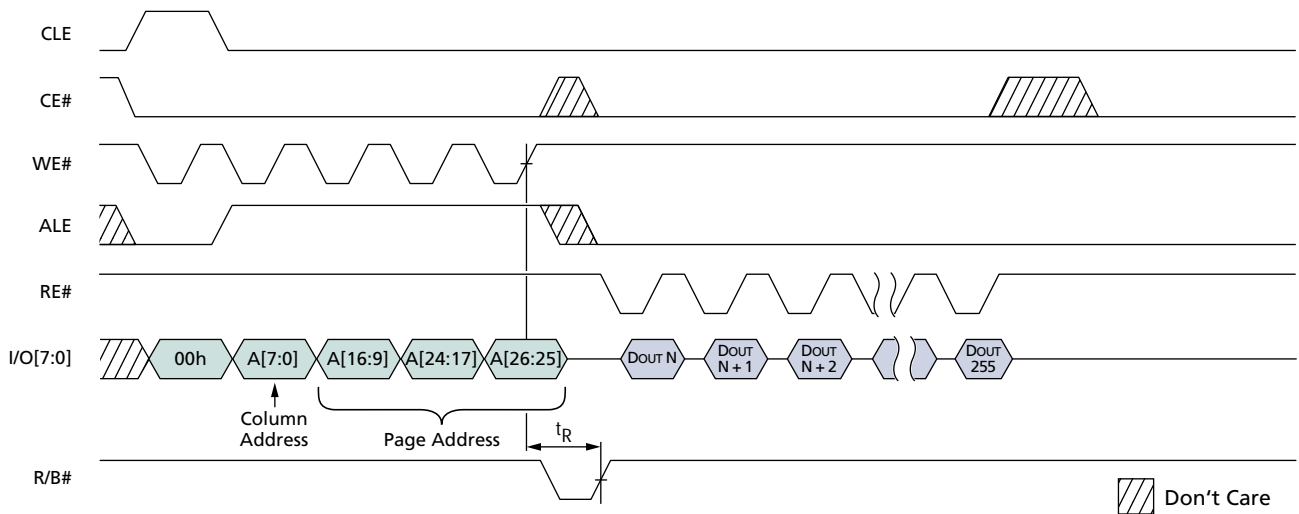 CLE
CE#
WE#
ALE
RE#
I/O[7:0]
00h
A[7:0]
A[16:9]
A[24:17]
A[26:25]
DOUT N
DOUT
N + 1
DOUT
N + 2
DOUT
255
Column
Address
Page Address
tR
R/B#
Don't Care